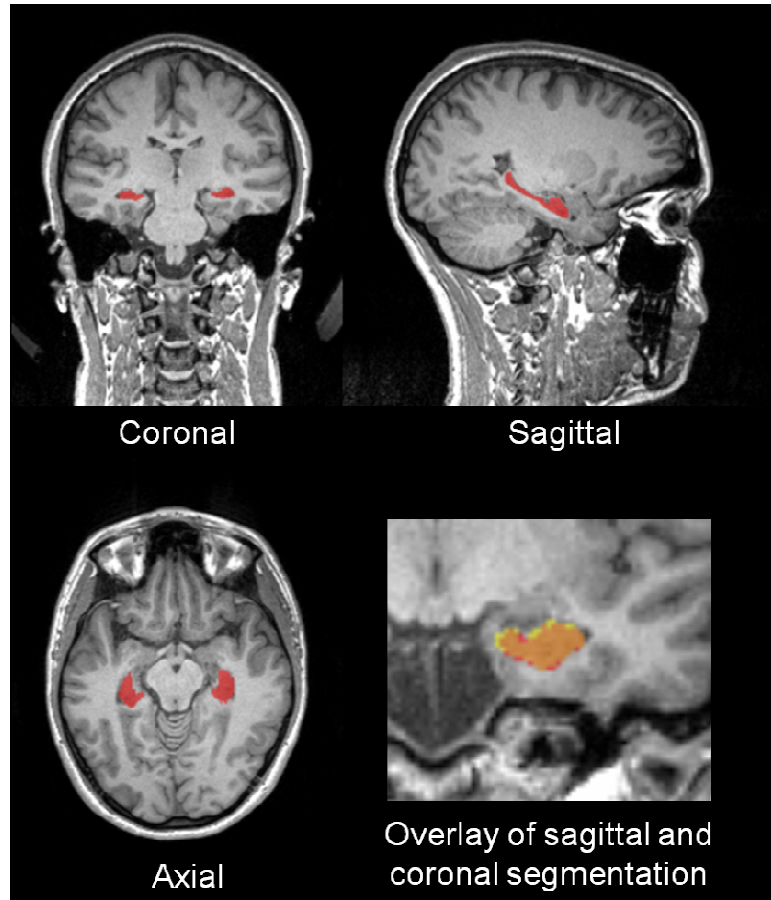 Coronal
Sagittal
Axial
Overlay of sagittal and
coronal segmentation